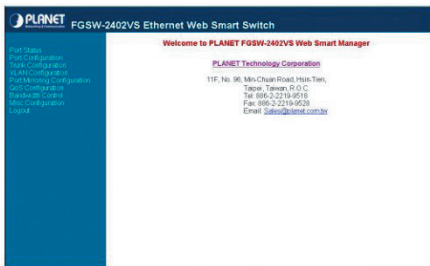 PLANET
FGSW-2402VS Ethernet Web Smart Switch
Port Status
Port Configuration
Trunk Configuration
VLAN Configuration
Port Mirroring Configuration
QoS Configuration
Bandwidth Control
Misc Configuration
Logout
Welcome to PLANET FGSW-2402VS Web Smart Manager
PLANET Technology Corporation
11F, No. 96, Min-Chuan Road, Hsin-Tien,
Taipei, Taiwan, R.O.C.
Tel: 886-2-2219-9518
Fax: 886-2-2219-9528
Email: Sales@planet.com.tw